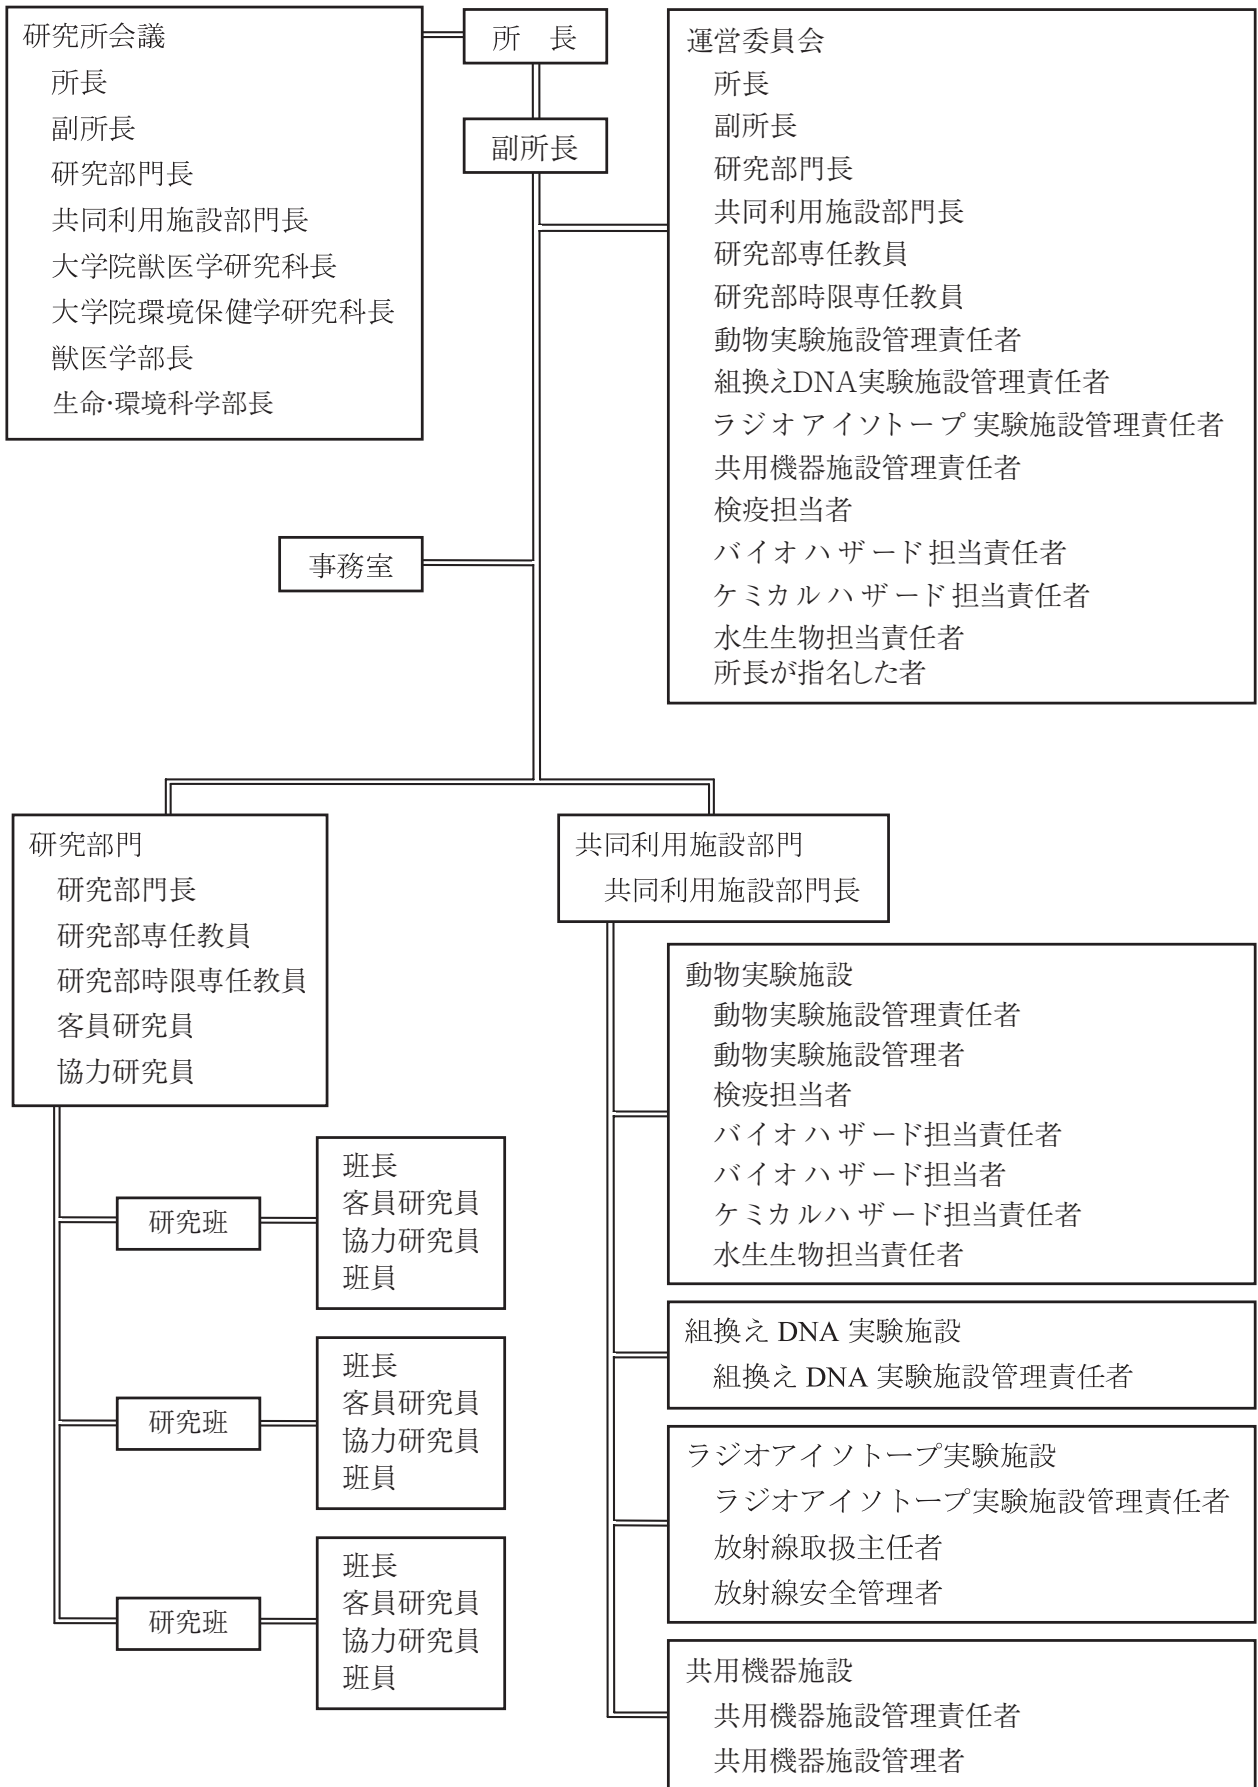 研究所会議
所長
副所長
研究部門長
共同利用施設部門長
大学院獣医学研究科長
大学院環境保健学研究科長
獣医学部長
生命・環境科学部長
所　長
副所長
運営委員会
所長
副所長
研究部門長
共同利用施設部門長
研究部専任教員
研究部時限専任教員
動物実験施設管理責任者
組換えDNA実験施設管理責任者
ラジオアイソトープ実験施設管理責任者
共用機器施設管理責任者
検疫担当者
バイオハザード担当責任者
ケミカルハザード担当責任者
水生生物担当責任者
所長が指名した者
事務室
研究部門
研究部門長
研究部専任教員
研究部時限専任教員
客員研究員
協力研究員
研究班
班長
客員研究員
協力研究員
班員
研究班
班長
客員研究員
協力研究員
班員
研究班
班長
客員研究員
協力研究員
班員
共同利用施設部門
共同利用施設部門長
動物実験施設
動物実験施設管理責任者
動物実験施設管理者
検疫担当者
バイオハザード担当責任者
バイオハザード担当者
ケミカルハザード担当責任者
水生生物担当責任者
組換え DNA 実験施設
組換え DNA 実験施設管理責任者
ラジオアイソトープ実験施設
ラジオアイソトープ実験施設管理責任者
放射線取扱主任者
放射線安全管理者
共用機器施設
共用機器施設管理責任者
共用機器施設管理者